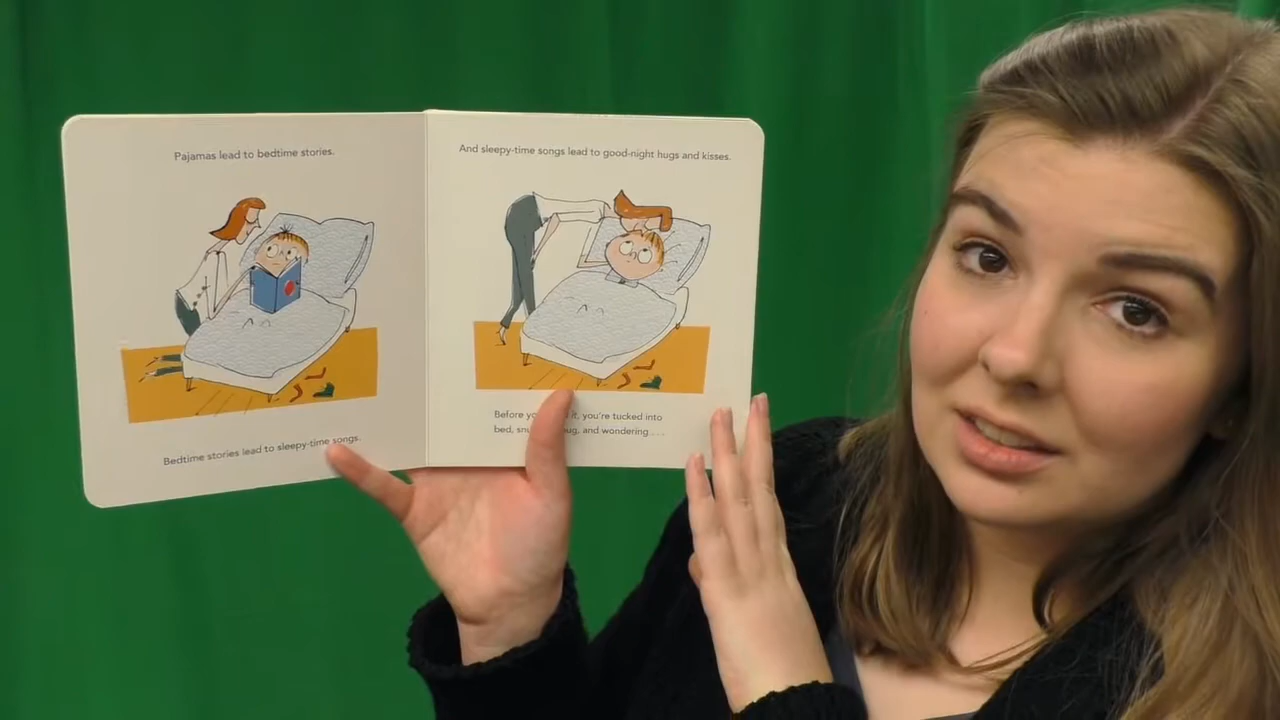 Pajamas lead to bedtime stories.
Bedtime stories lead to sleepy-time songs.
And sleepy-time songs lead to good-night hugs and kisses.
Before it, you're tucked into
bed, and wondering . . .